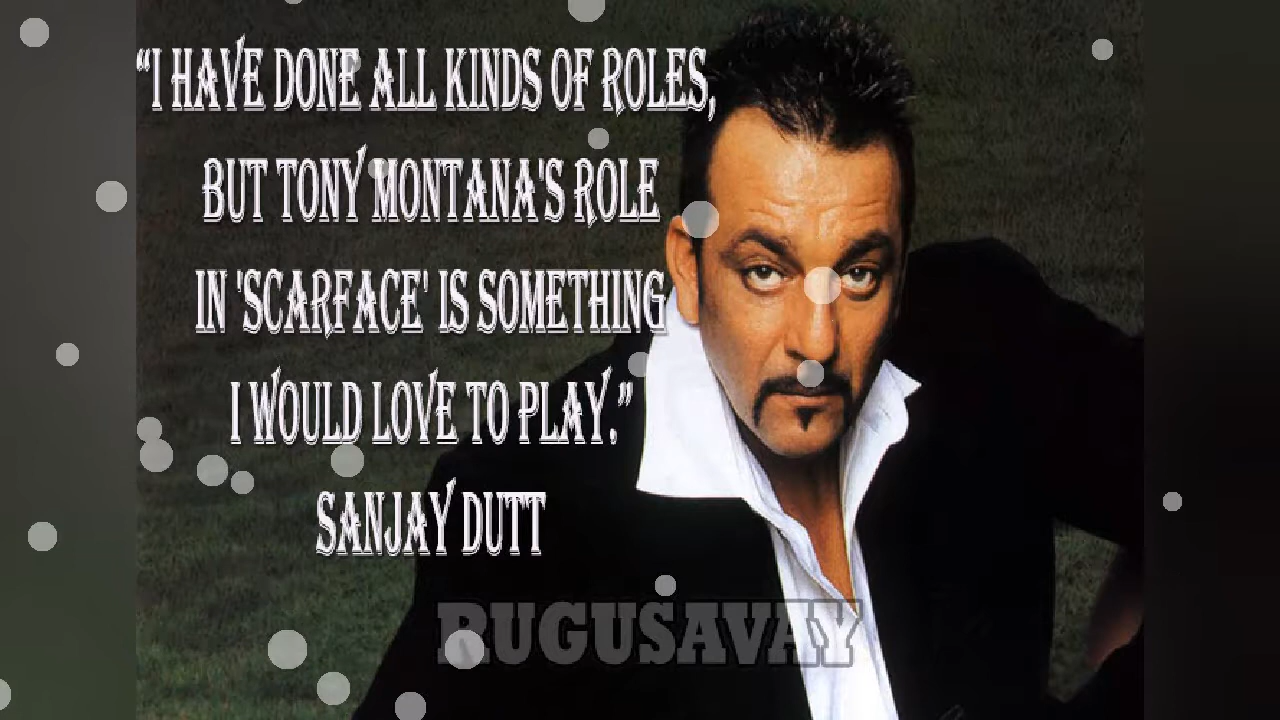 “I HAVE DONE ALL KINDS OF ROLES,
BUT TONY MONTANA'S ROLE
IN 'SCARFACE' IS SOMETHING
I WOULD LOVE TO PLAY.”
SANJAY DUTT
RUGUSAVAY